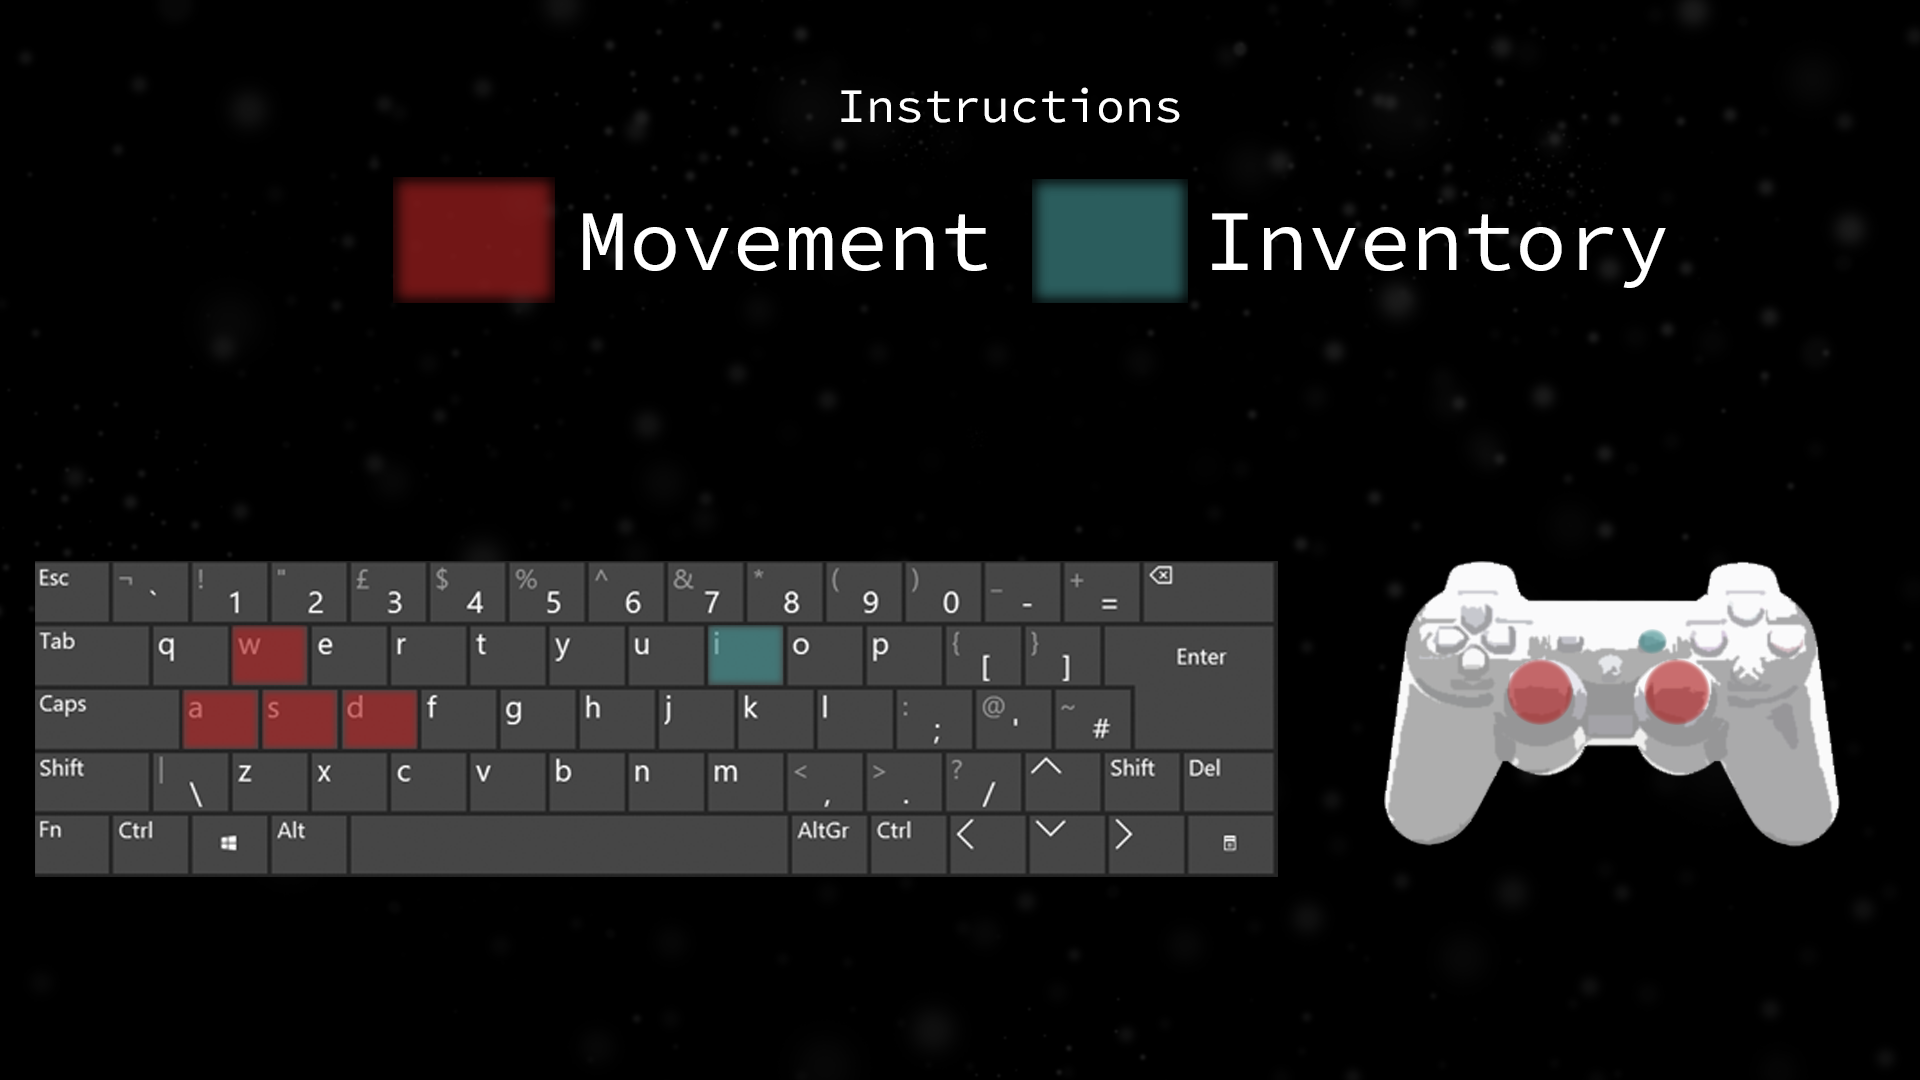 Instructions
Movement Inventory
Esc ¬ ` ! 1 " 2 £ 3 $ 4 % 5 ^ 6 & 7 * 8 ( 9 ) 0 _ - + =
Tab q w e r t y u i o p { [ } ] Enter
Caps a s d f g h j k l : ; @ ' ~ #
Shift | \ z x c v b n m < , > . ? / Shift Del
Fn Ctrl Alt AltGr Ctrl